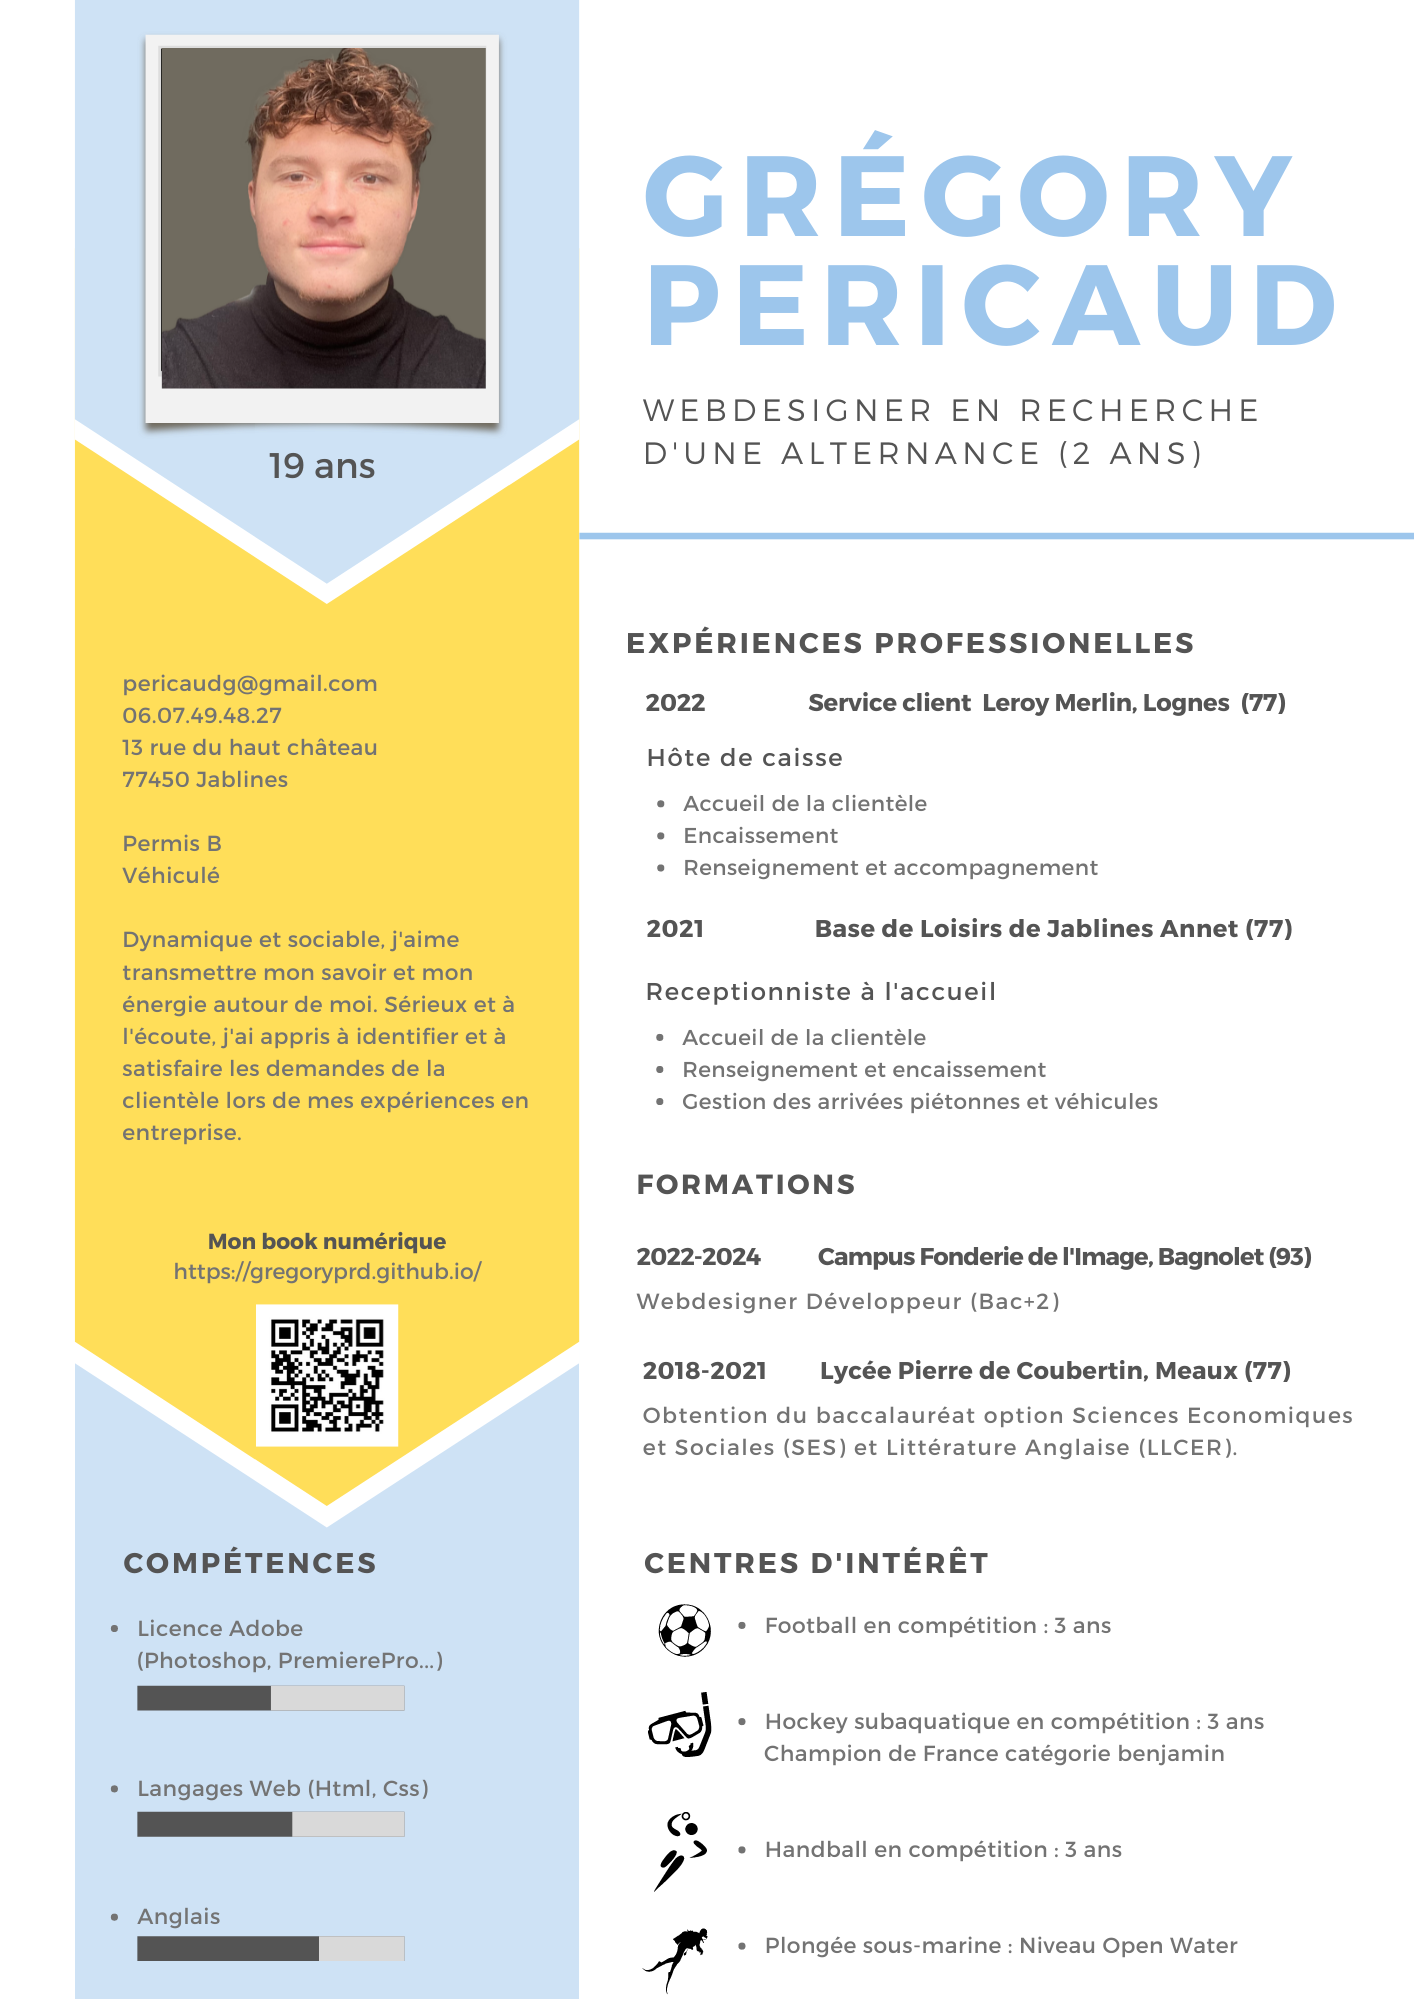 GRÉGORY
PERICAUD
WEBDESIGNER EN RECHERCHE
D'UNE ALTERNANCE (2 ANS)
19 ans
pericaudg@gmail.com
06.07.49.48.27
13 rue du haut château
77450 Jablines
Permis B
Véhiculé
Dynamique et sociable, j'aime
transmettre mon savoir et mon
énergie autour de moi. Sérieux et à
l'écoute, j'ai appris à identifier et à
satisfaire les demandes de la
clientèle lors de mes expériences en
entreprise.
Mon book numérique
https://gregoryprd.github.io/
COMPÉTENCES
• Licence Adobe
(Photoshop, PremierePro...)
• Langages Web (Html, Css)
• Anglais
EXPÉRIENCES PROFESSIONELLES
2022 Service client Leroy Merlin, Lognes (77)
Hôte de caisse
• Accueil de la clientèle
• Encaissement
• Renseignement et accompagnement
2021 Base de Loisirs de Jablines Annet (77)
Receptionniste à l'accueil
• Accueil de la clientèle
• Renseignement et encaissement
• Gestion des arrivées piétonnes et véhicules
FORMATIONS
2022-2024 Campus Fonderie de l'Image, Bagnolet (93)
Webdesigner Développeur (Bac+2)
2018-2021 Lycée Pierre de Coubertin, Meaux (77)
Obtention du baccalauréat option Sciences Economiques
et Sociales (SES) et Littérature Anglaise (LLCER).
CENTRES D'INTÉRÊT
• Football en compétition : 3 ans
• Hockey subaquatique en compétition : 3 ans
Champion de France catégorie benjamin
• Handball en compétition : 3 ans
• Plongée sous-marine : Niveau Open Water